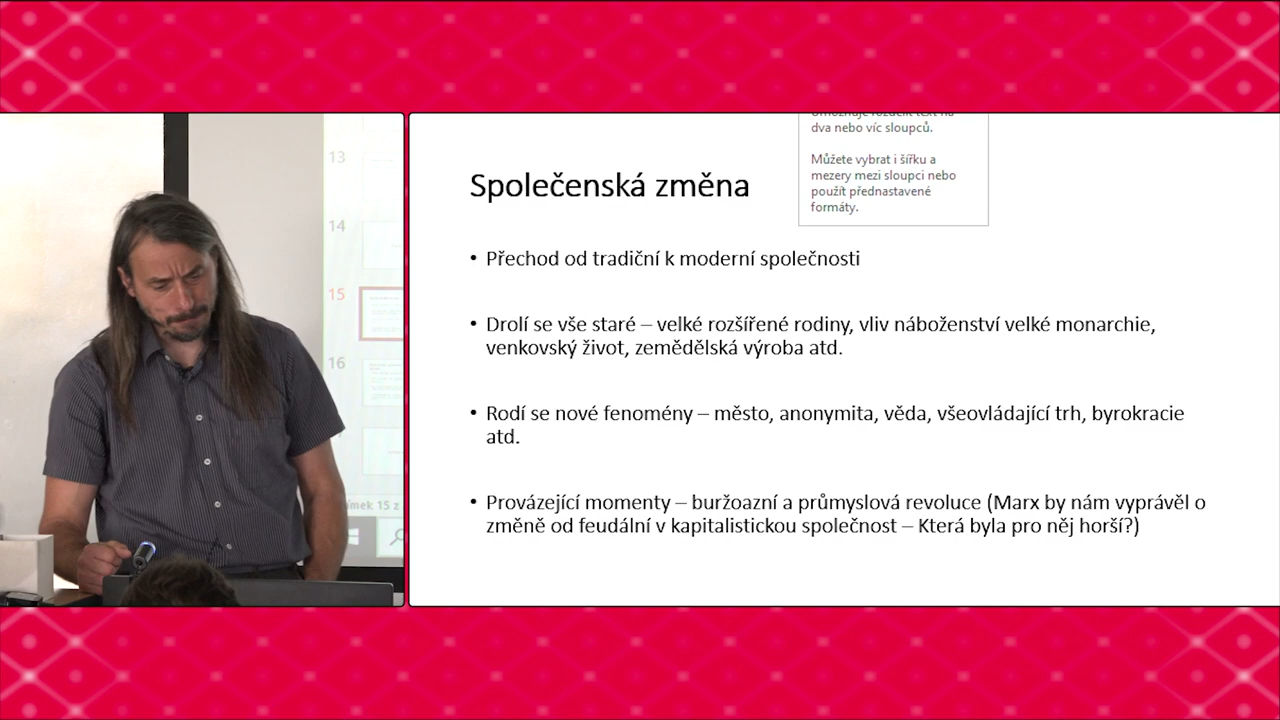 13
14
15
16
ímek 15 z
dva nebo víc sloupců.
Můžete vybrat i šířku a
mezery mezi sloupci nebo
použít přednastavené
formáty.
Společenská změna
• Přechod od tradiční k moderní společnosti
• Drolí se vše staré – velké rozšířené rodiny, vliv náboženství velké monarchie,
venkovský život, zemědělská výroba atd.
• Rodí se nové fenomény – město, anonymita, věda, všeovládající trh, byrokracie
atd.
• Provázející momenty – buržoazní a průmyslová revoluce (Marx by nám vyprávěl o
změně od feudální v kapitalistickou společnost – Která byla pro něj horší?)